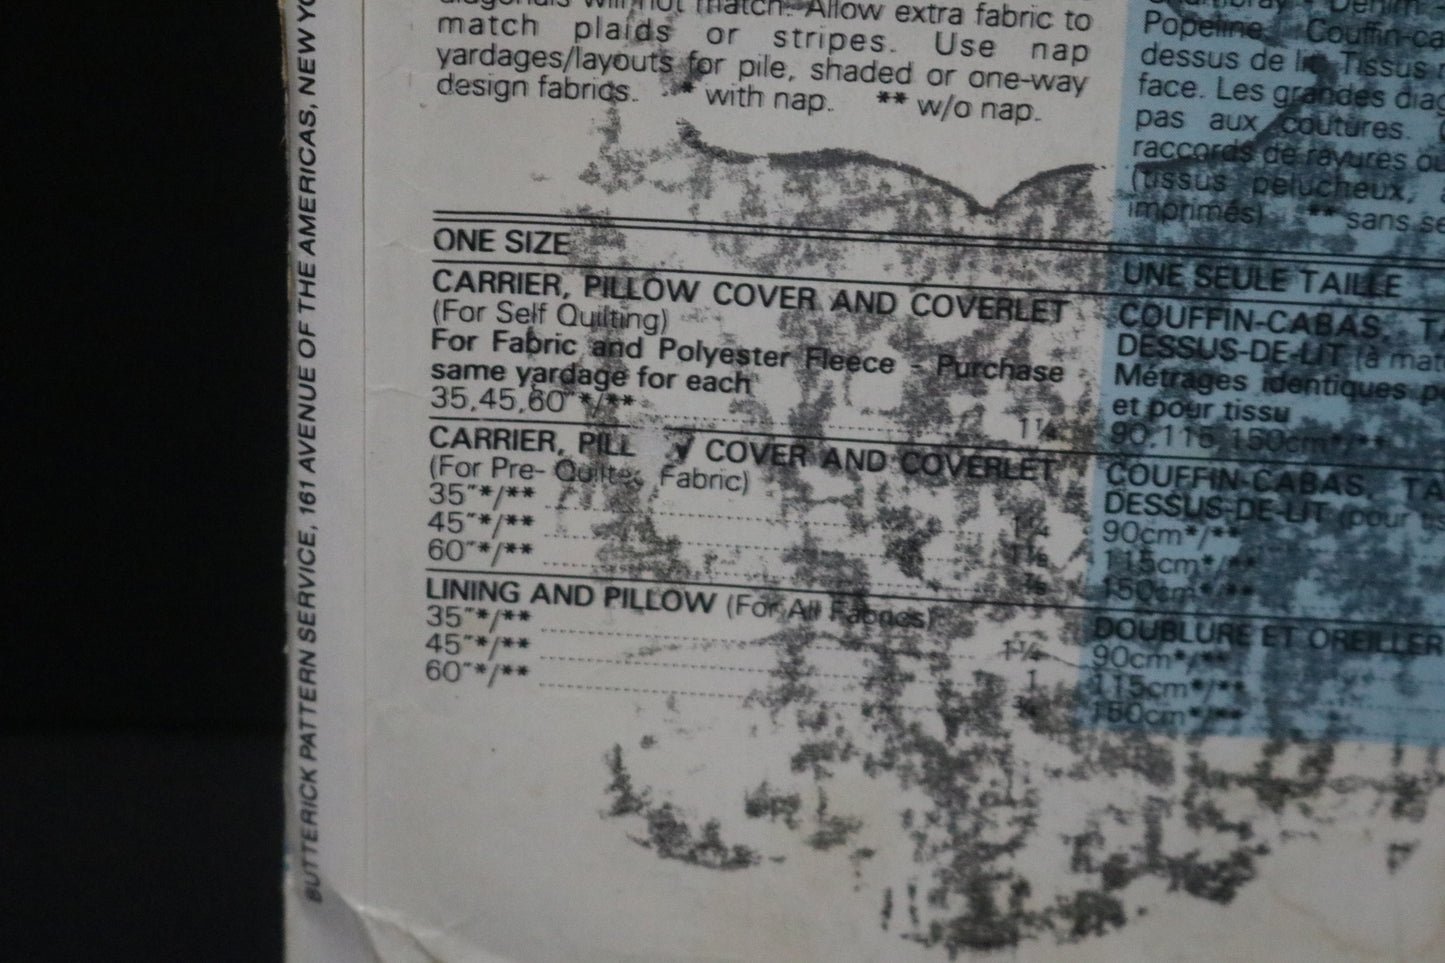 BUTTERICK PATTERN SERVICE, 161 AVENUE OF THE AMERICAS, NEW YO
diagonals will not match. Allow extra fabric to
match plaids or stripes. Use nap
yardages/layouts for pile, shaded or one-way
design fabrics. * with nap. ** w/o nap.
ONE SIZE
CARRIER, PILLOW COVER AND COVERLET
(For Self Quilting)
For Fabric and Polyester Fleece - Purchase
same yardage for each
35,45,60"*/**
CARRIER, PILL COVER AND COVERLET
(For Pre- Quilted Fabric)
35"*/**
45"*/**
60"*/**
LINING AND PILLOW (For All Fabrics)
35"*/**
45"*/** 1
60"*/**
Denim
Popeline, Couffin-ca
dessus de lit. Tissus
face. Les grandes diag
pas aux coutures.
raccords de rayures ou
(tissus pelucheux,
imprimés) ** sans se
UNE SEULE TAILLE
COUFFIN-CABAS, TA
DESSUS-DE-LIT (à mat
Métrages identiques p
et pour tissu
90,115,150cm*/**
COUFFIN-CABAS, TA
DESSUS-DE-LIT (pour
90cm*/**
115cm*/**
150cm*/**
DOUBLURE ET OREILLER
90cm*/**
115cm*/**
150cm*/**